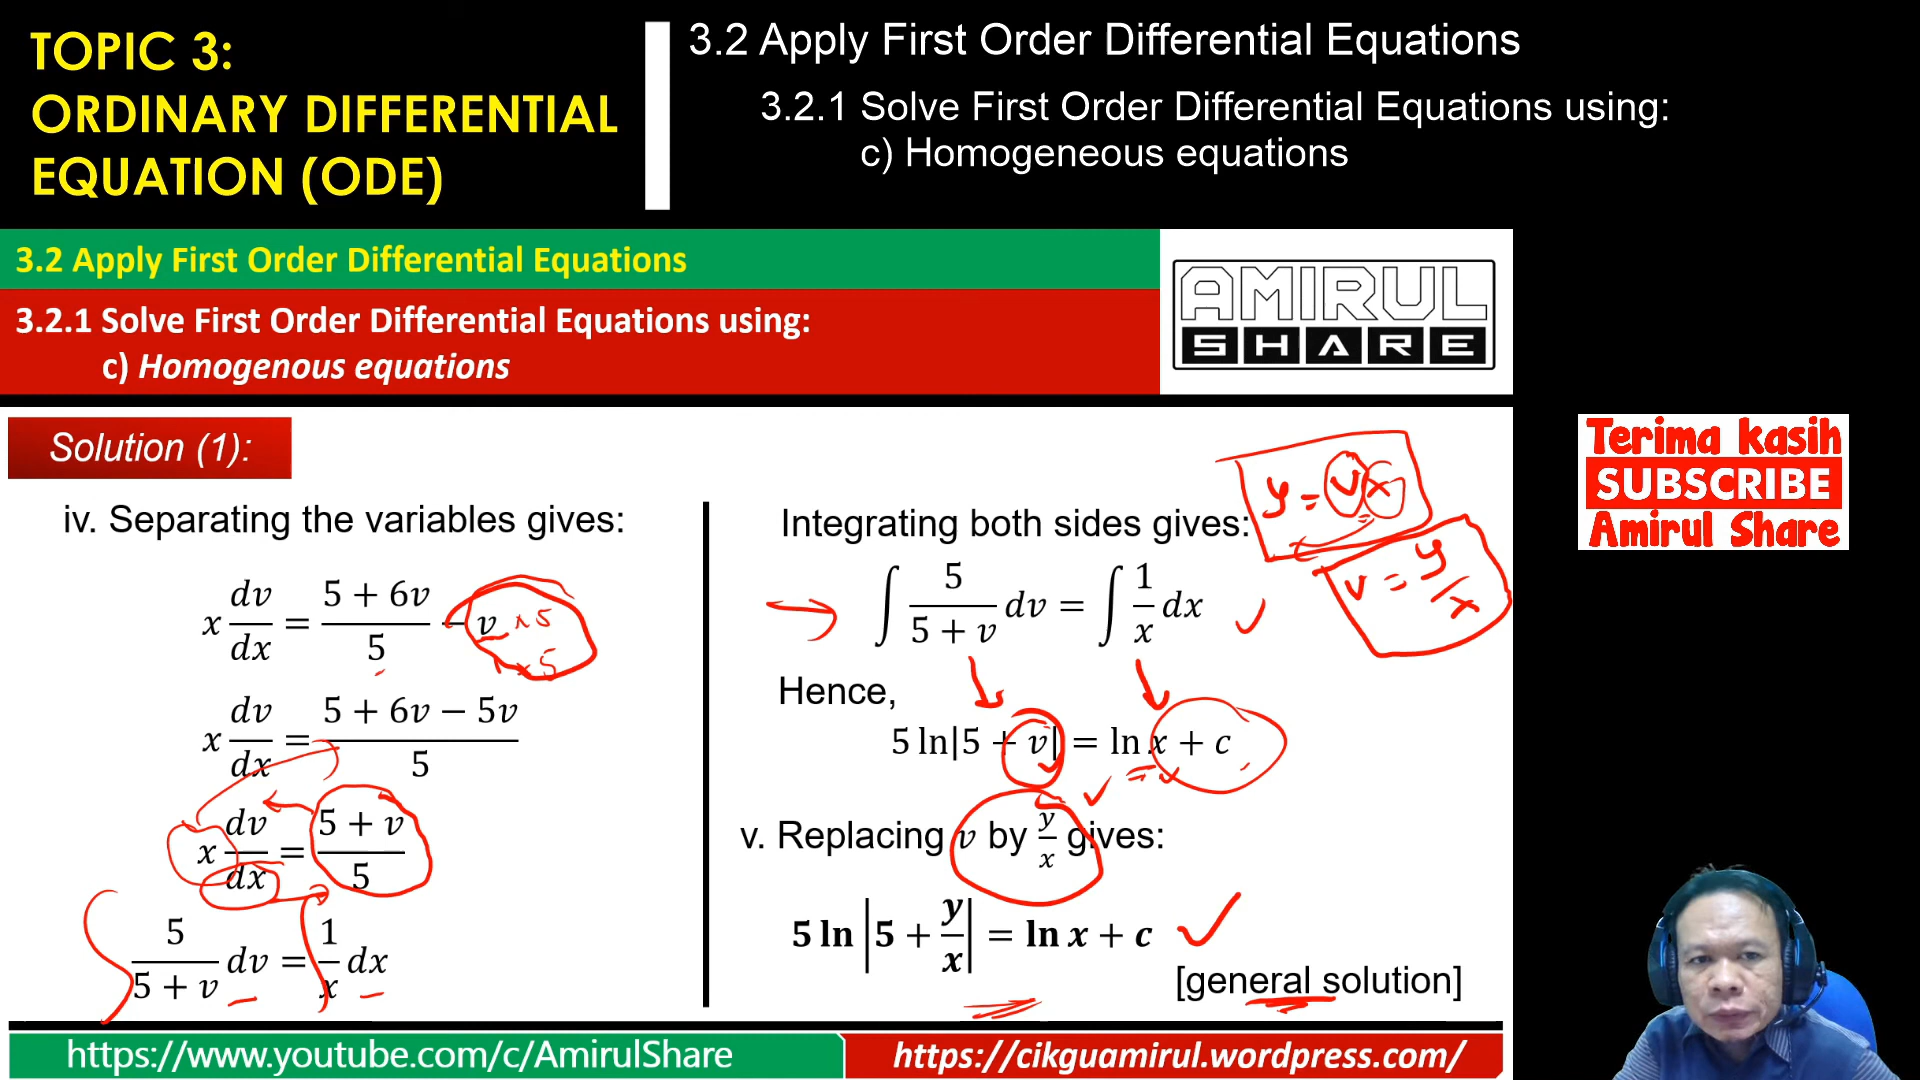 TOPIC 3:
ORDINARY DIFFERENTIAL
EQUATION (ODE)
3.2 Apply First Order Differential Equations
3.2.1 Solve First Order Differential Equations using:
c) Homogeneous equations
3.2 Apply First Order Differential Equations
3.2.1 Solve First Order Differential Equations using:
c) Homogenous equations
AMIRUL
SHARE
Terima kasih
SUBSCRIBE
Amirul Share
Solution (1):
iv. Separating the variables gives:
x dv/dx = (5 + 6v)/5 − v
×5
×5
x dv/dx = (5 + 6v − 5v)/5
x dv/dx = (5 + v)/5
5/(5 + v) dv = 1/x dx
Integrating both sides gives:
y = vx
v = y/x
∫ 5/(5 + v) dv = ∫ 1/x dx
Hence,
5 ln|5 + v| = ln x + c
v. Replacing v by y/x gives:
5 ln |5 + y/x| = ln x + c
[general solution]
https://www.youtube.com/c/AmirulShare
https://cikguamirul.wordpress.com/